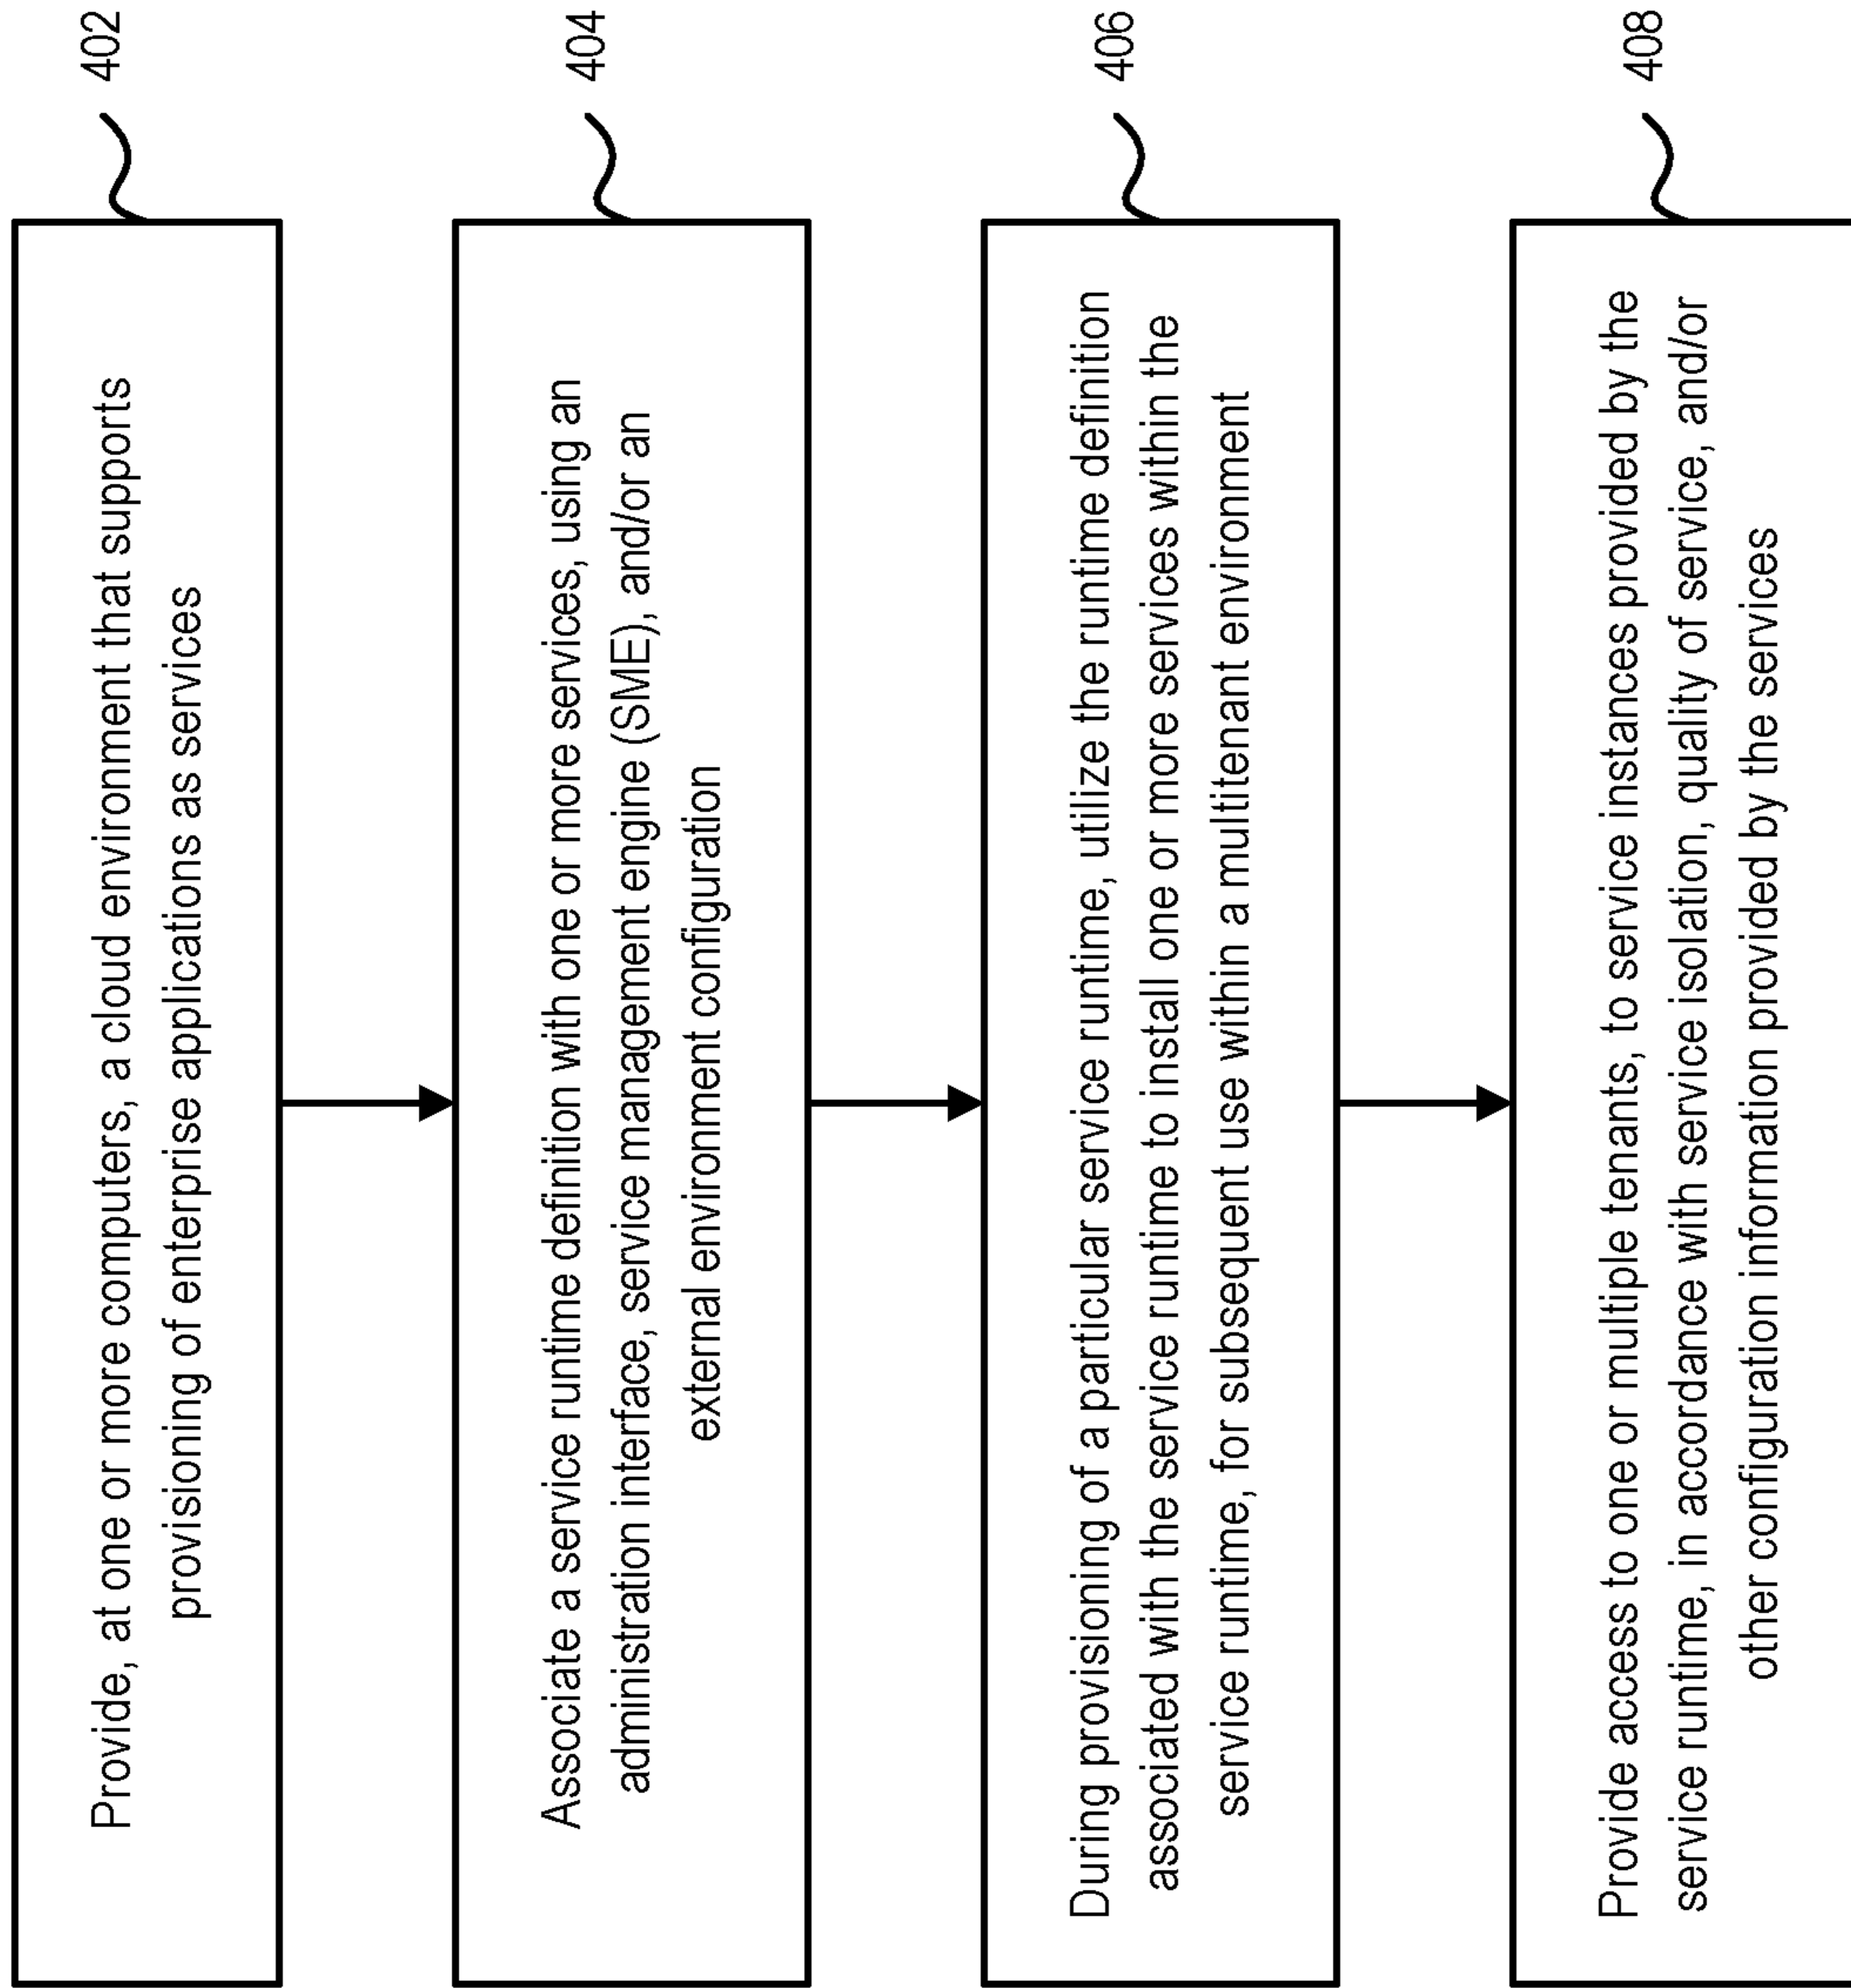 Provide, at one or more computers, a cloud environment that supports
provisioning of enterprise applications as services
402
Associate a service runtime definition with one or more services, using an
administration interface, service management engine (SME), and/or an
external environment configuration
404
During provisioning of a particular service runtime, utilize the runtime definition
associated with the service runtime to install one or more services within the
service runtime, for subsequent use within a multitenant environment
406
Provide access to one or multiple tenants, to service instances provided by the
service runtime, in accordance with service isolation, quality of service, and/or
other configuration information provided by the services
408